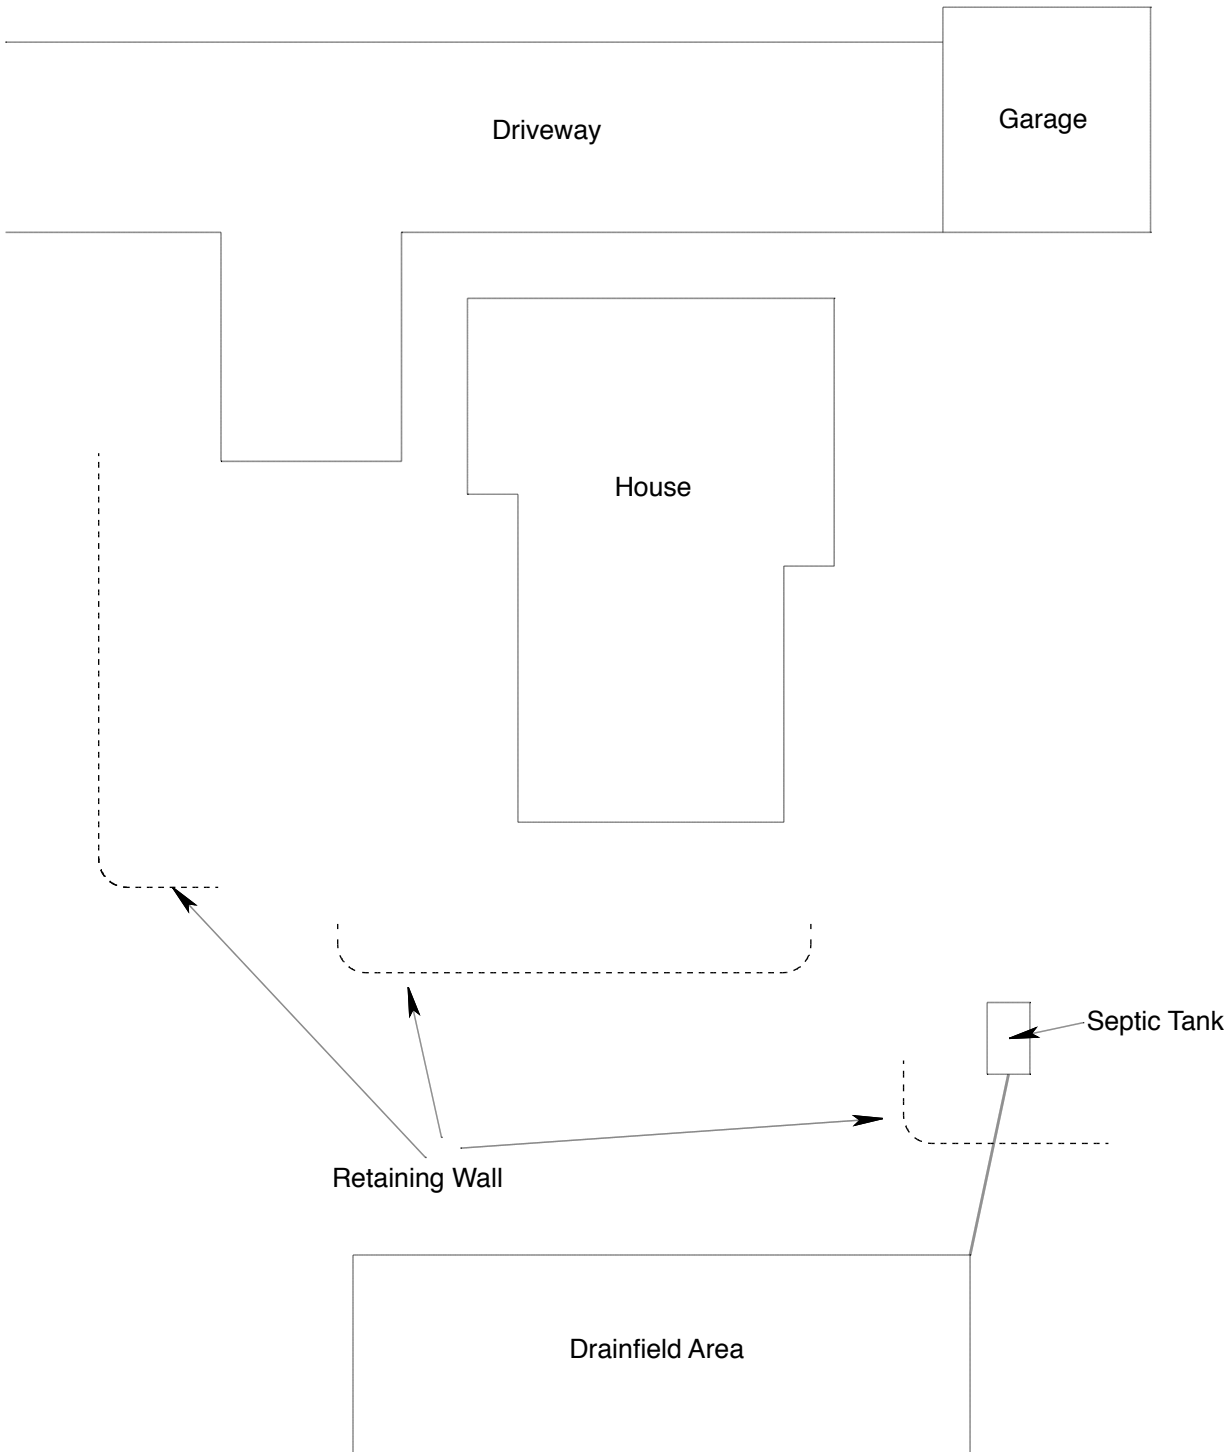 Garage
Driveway
House
Septic Tank
Retaining Wall
Drainfield Area